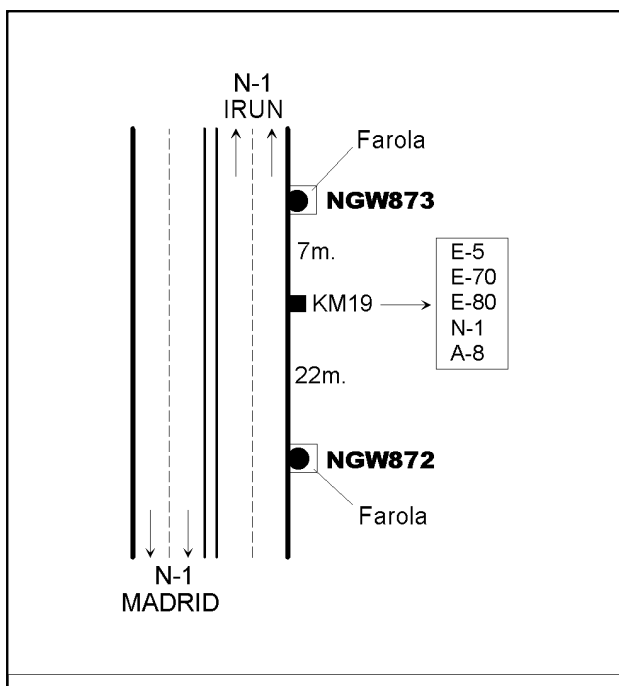 N-1
IRUN
Farola
NGW873
7m.
KM19
E-5
E-70
E-80
N-1
A-8
22m.
NGW872
Farola
N-1
MADRID